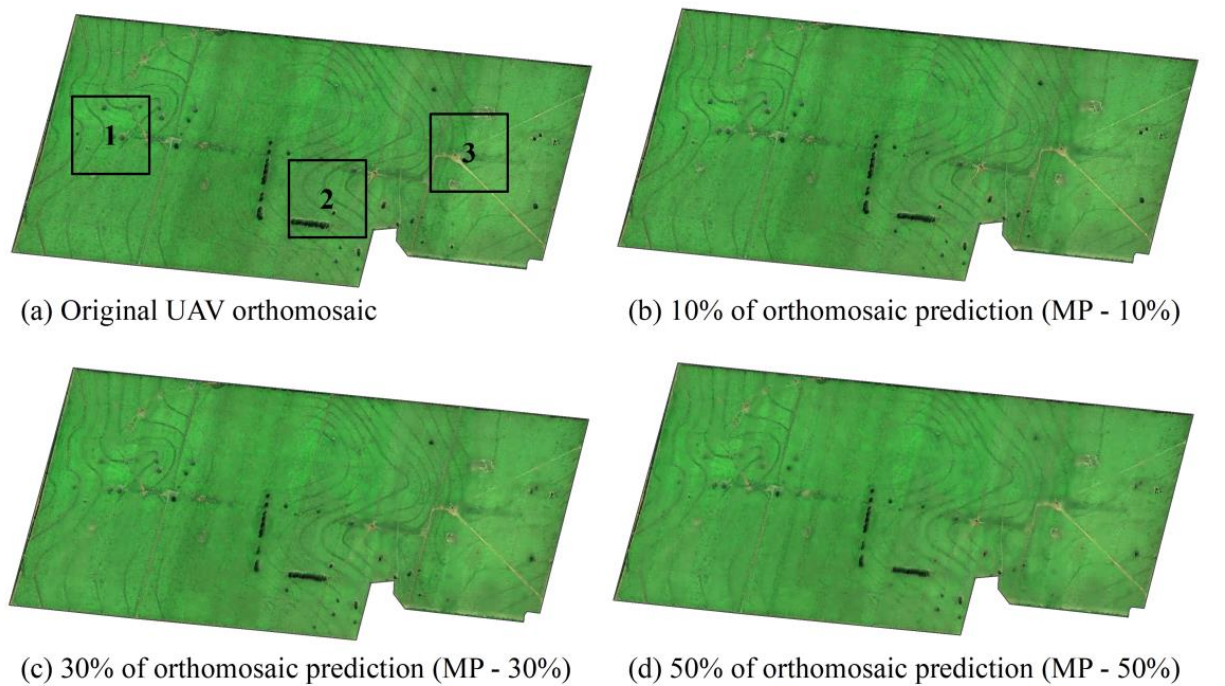 1
2
3
(a) Original UAV orthomosaic
(b) 10% of orthomosaic prediction (MP - 10%)
(c) 30% of orthomosaic prediction (MP - 30%)
(d) 50% of orthomosaic prediction (MP - 50%)